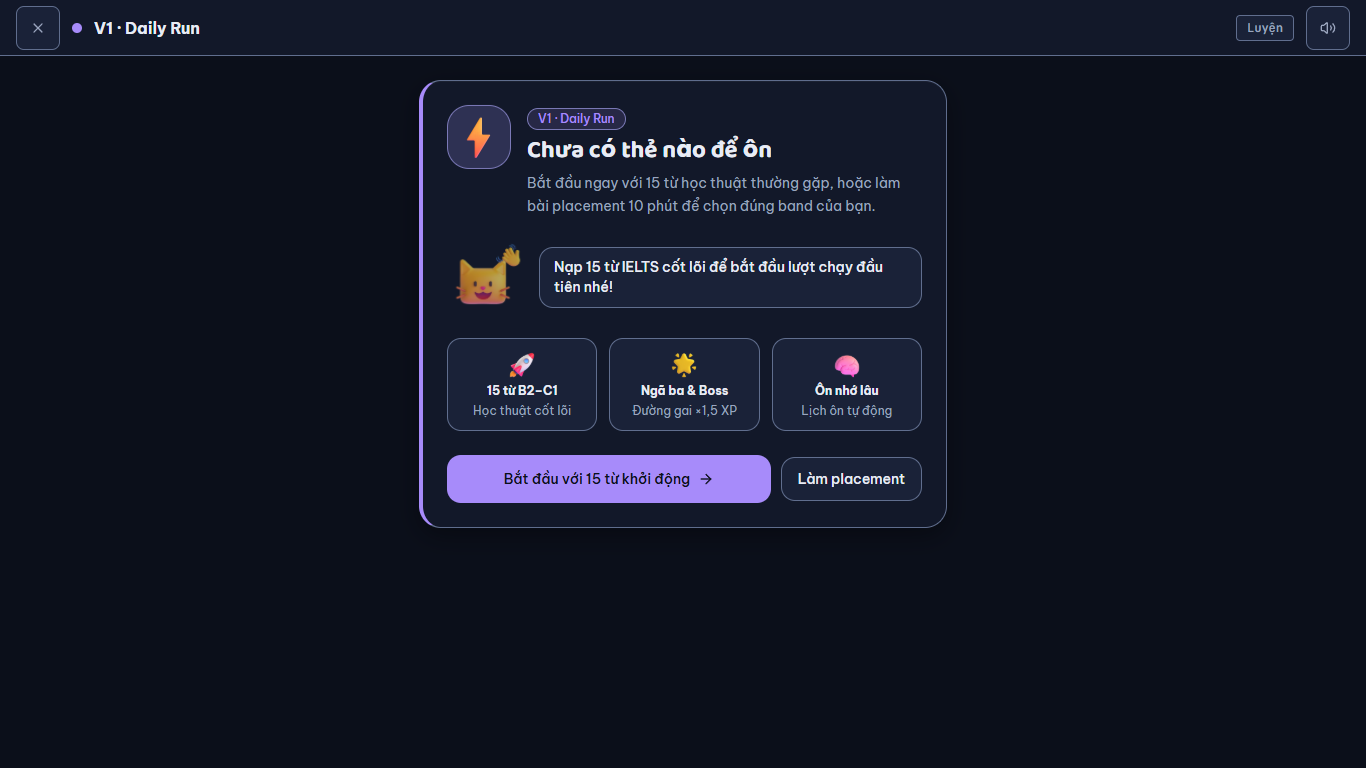 V1 · Daily Run
Luyện
V1 · Daily Run
Chưa có thẻ nào để ôn
Bắt đầu ngay với 15 từ học thuật thường gặp, hoặc làm
bài placement 10 phút để chọn đúng band của bạn.
Nạp 15 từ IELTS cốt lõi để bắt đầu lượt chạy đầu
tiên nhé!
15 từ B2–C1
Học thuật cốt lõi
Ngã ba & Boss
Đường gai ×1,5 XP
Ôn nhớ lâu
Lịch ôn tự động
Bắt đầu với 15 từ khởi động →
Làm placement